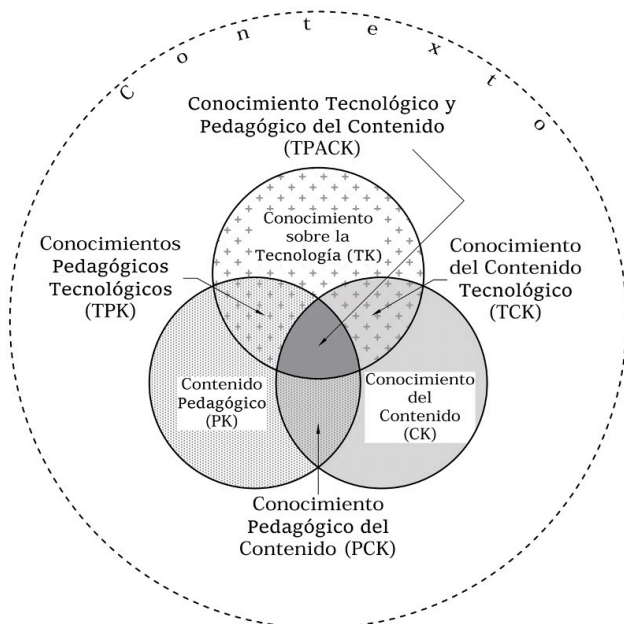 Contexto
Conocimiento Tecnológico y
Pedagógico del Contenido
(TPACK)
Conocimiento
sobre la
Tecnología (TK)
Conocimientos
Pedagógicos
Tecnológicos
(TPK)
Conocimiento
del Contenido
Tecnológico
(TCK)
Contenido
Pedagógico
(PK)
Conocimiento
del
Contenido
(CK)
Conocimiento
Pedagógico del
Contenido (PCK)